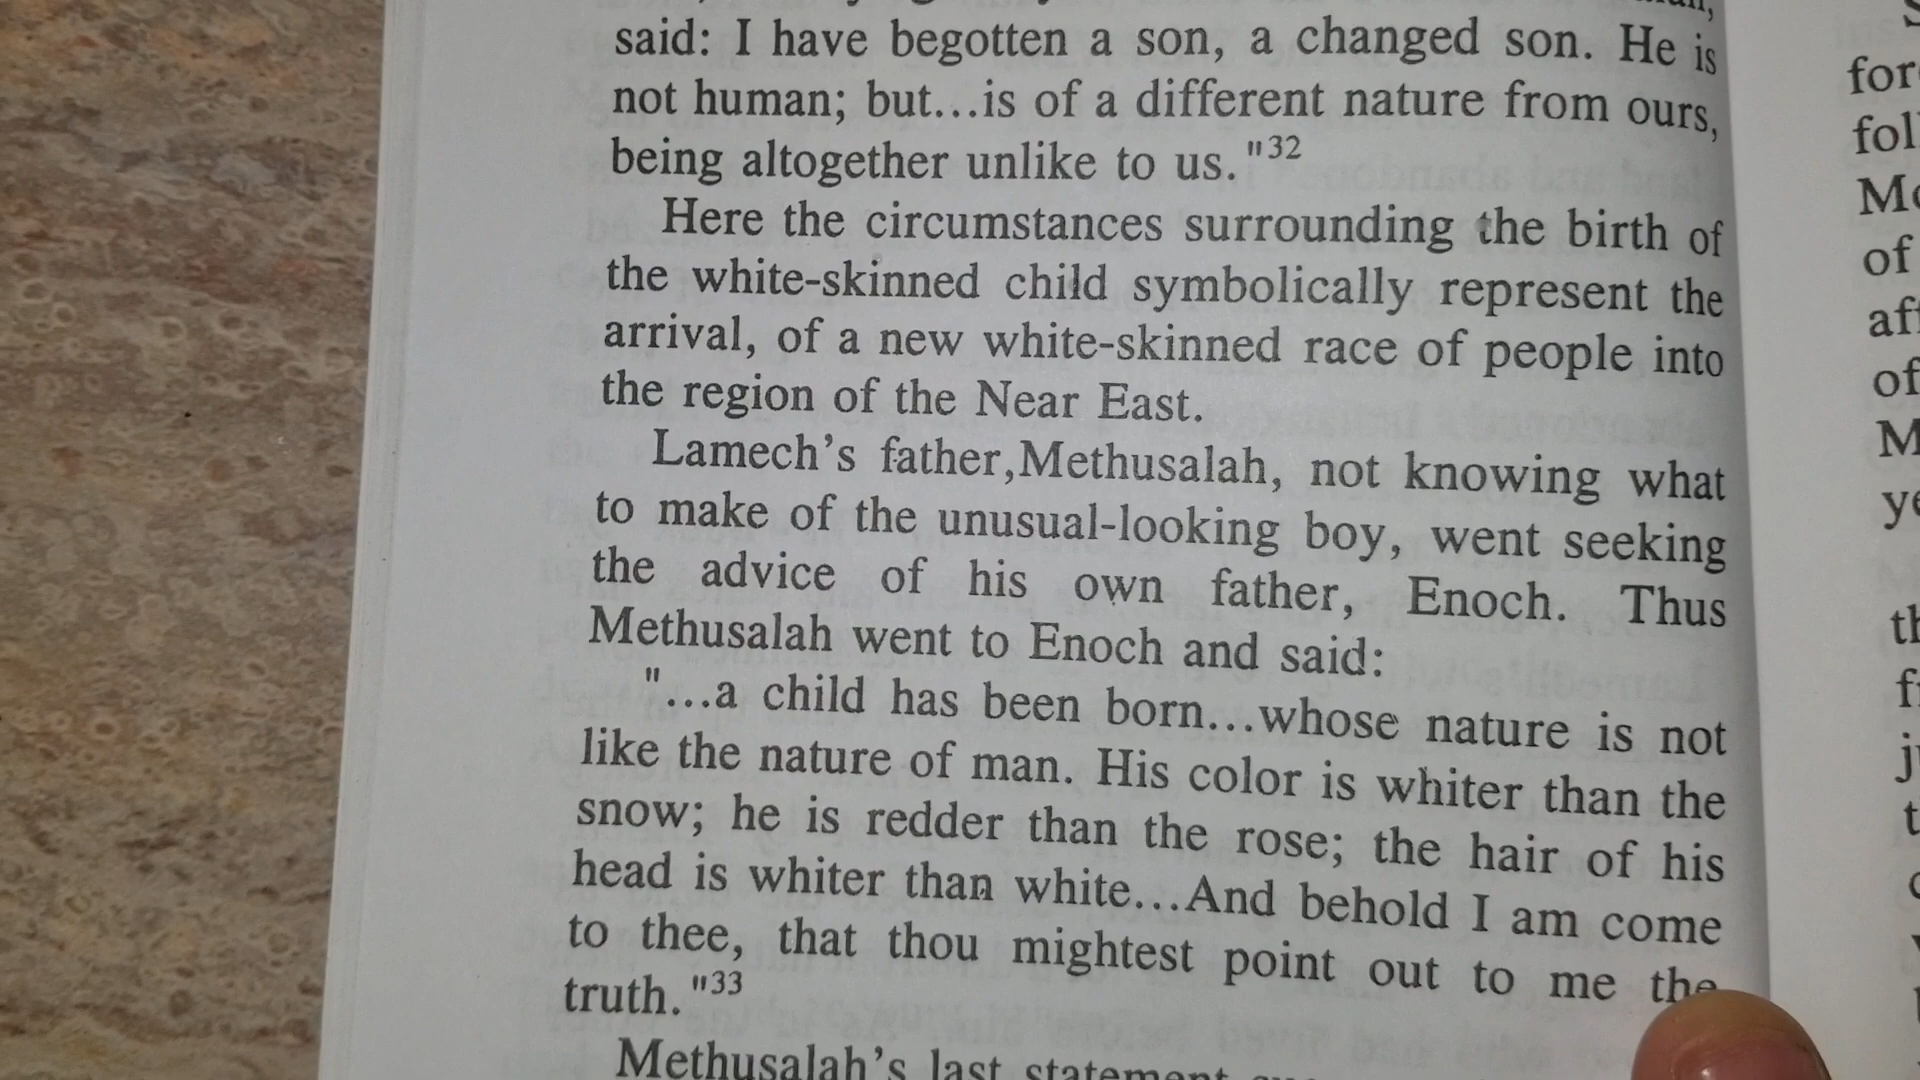 said: I have begotten a son, a changed son. He is
not human; but...is of a different nature from ours,
being altogether unlike to us."32
Here the circumstances surrounding the birth of
the white-skinned child symbolically represent the
arrival, of a new white-skinned race of people into
the region of the Near East.
Lamech's father,Methusalah, not knowing what
to make of the unusual-looking boy, went seeking
the advice of his own father, Enoch. Thus
Methusalah went to Enoch and said:
"...a child has been born...whose nature is not
like the nature of man. His color is whiter than the
snow; he is redder than the rose; the hair of his
head is whiter than white...And behold I am come
to thee, that thou mightest point out to me the
truth."33
Methusalah's last statement
of
of